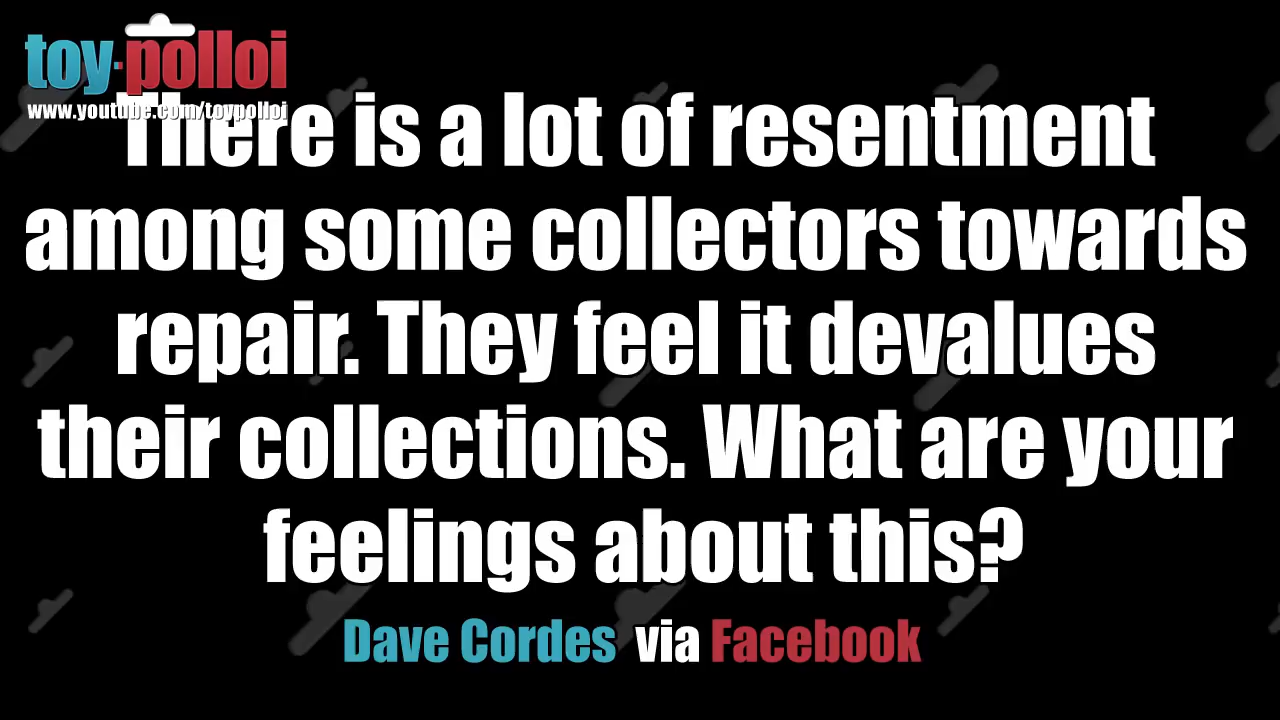 toy·polloi
www.youtube.com/toypolloi
There is a lot of resentment
among some collectors towards
repair. They feel it devalues
their collections. What are your
feelings about this?
Dave Cordes via Facebook